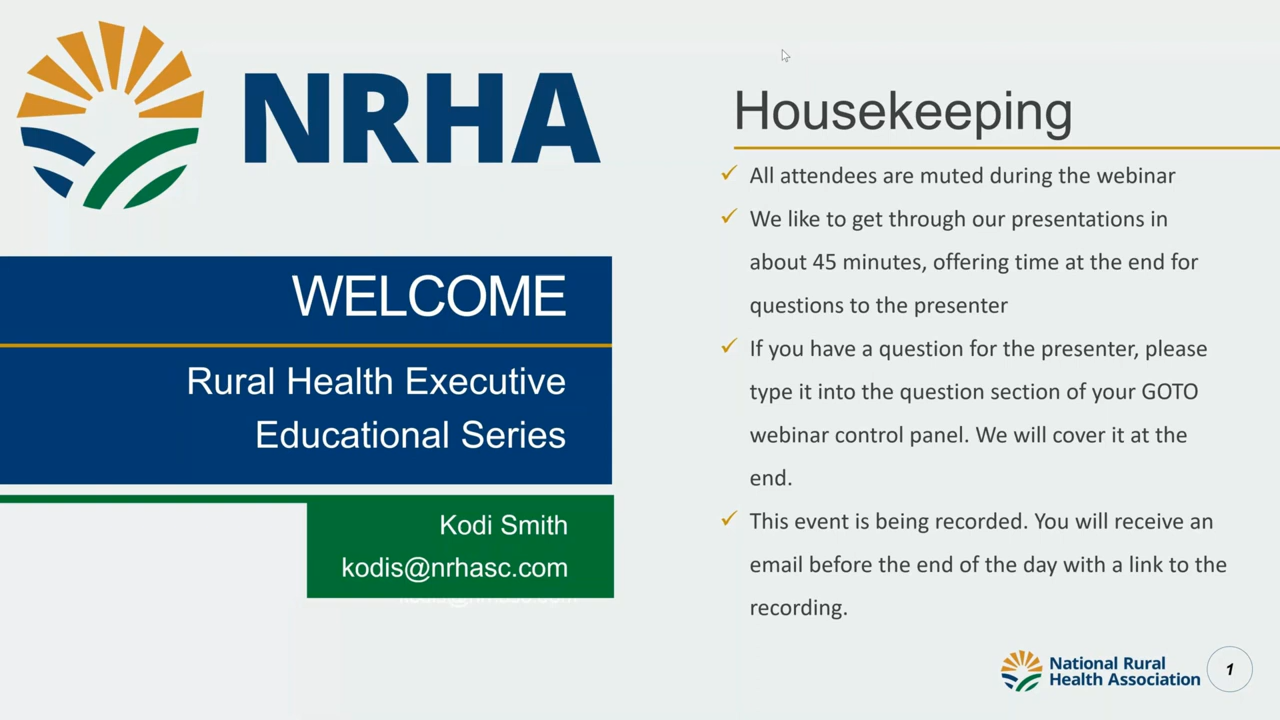 NRHA
WELCOME
Rural Health Executive
Educational Series
Kodi Smith
kodis@nrhasc.com
Housekeeping
All attendees are muted during the webinar
We like to get through our presentations in
about 45 minutes, offering time at the end for
questions to the presenter
If you have a question for the presenter, please
type it into the question section of your GOTO
webinar control panel. We will cover it at the
end.
This event is being recorded. You will receive an
email before the end of the day with a link to the
recording.
National Rural
Health Association
1